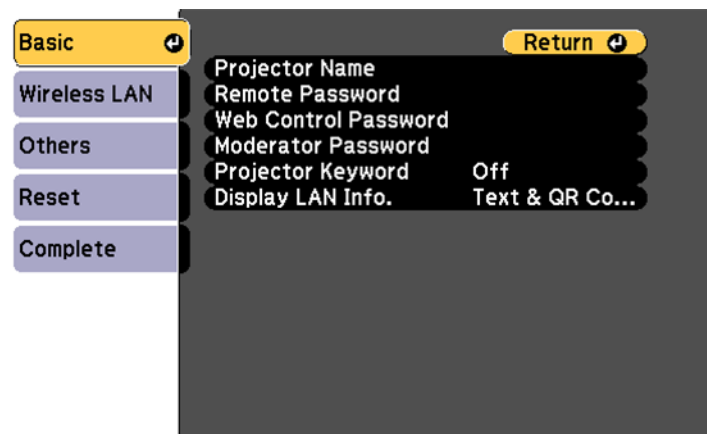 Basic
Return
Projector Name
Wireless LAN
Remote Password
Web Control Password
Others
Moderator Password
Projector Keyword Off
Reset
Display LAN Info. Text & QR Co...
Complete